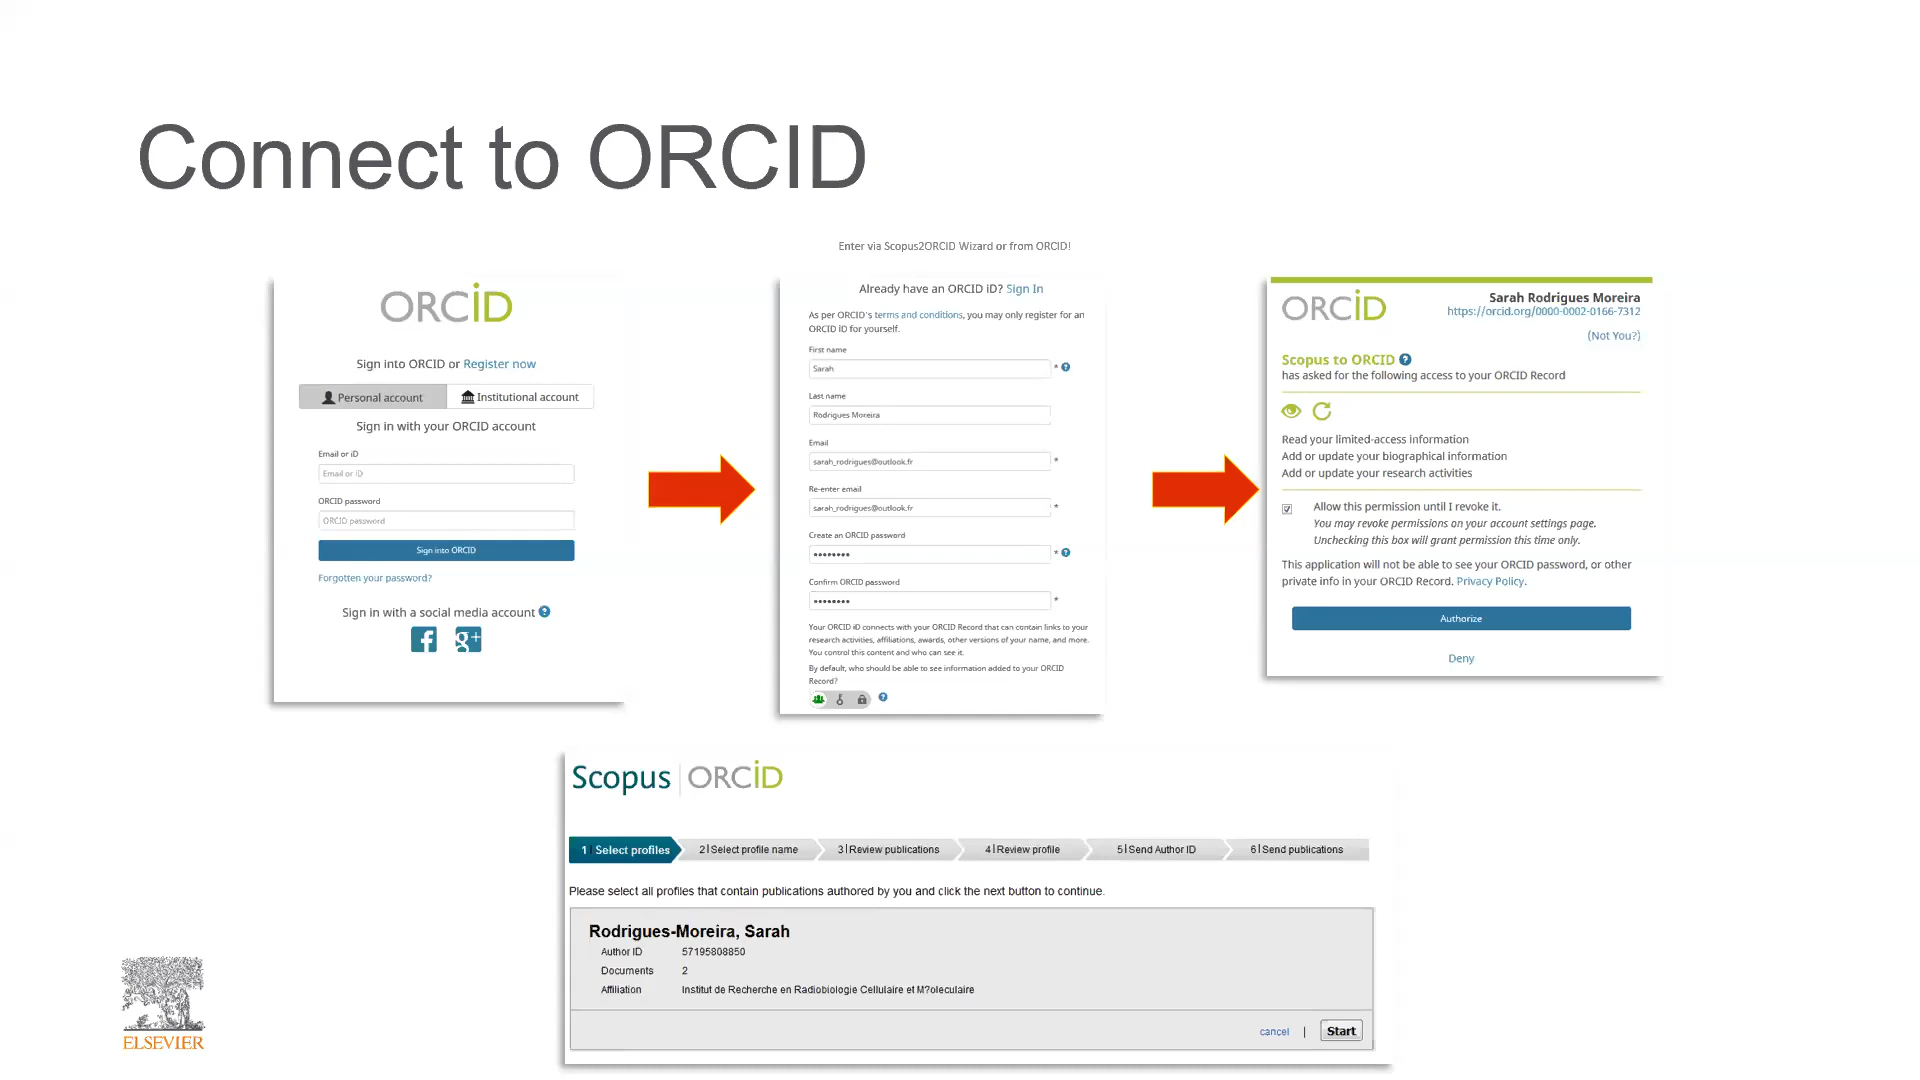 Connect to ORCID
Enter via Scopus2ORCID Wizard or from ORCID!
ORCiD
Sign into ORCID or Register now
Personal account
Institutional account
Sign in with your ORCID account
Email or iD
Email or iD
ORCID password
ORCID password
Sign into ORCID
Forgotten your password?
Sign in with a social media account ?
f g+
Already have an ORCID iD? Sign In
As per ORCID's terms and conditions, you may only register for an
ORCID iD for yourself.
First name
Sarah * ?
Last name
Rodrigues Moreira
Email
sarah_rodrigues@outlook.fr *
Re-enter email
sarah_rodrigues@outlook.fr *
Create an ORCID password
•••••••• * ?
Confirm ORCID password
•••••••• *
Your ORCID iD connects with your ORCID Record that can contain links to your
research activities, affiliations, awards, other versions of your name, and more.
You control this content and who can see it.
By default, who should be able to see information added to your ORCID
Record?
?
ORCiD
Sarah Rodrigues Moreira
https://orcid.org/0000-0002-0166-7312
(Not You?)
Scopus to ORCID ?
has asked for the following access to your ORCID Record
Read your limited-access information
Add or update your biographical information
Add or update your research activities
Allow this permission until I revoke it.
You may revoke permissions on your account settings page.
Unchecking this box will grant permission this time only.
This application will not be able to see your ORCID password, or other
private info in your ORCID Record. Privacy Policy.
Authorize
Deny
Scopus | ORCiD
1 | Select profiles
2 | Select profile name
3 | Review publications
4 | Review profile
5 | Send Author ID
6 | Send publications
Please select all profiles that contain publications authored by you and click the next button to continue.
Rodrigues-Moreira, Sarah
Author ID 57195808850
Documents 2
Affiliation Institut de Recherche en Radiobiologie Cellulaire et M?oleculaire
cancel | Start
ELSEVIER